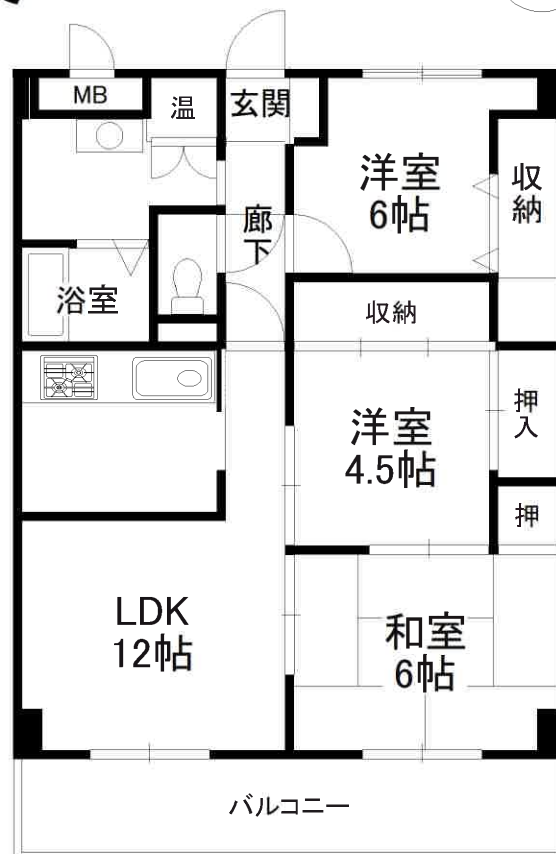 MB
温
玄関
洋室
6帖
収納
廊下
浴室
収納
洋室
4.5帖
押入
押
LDK
12帖
和室
6帖
バルコニー